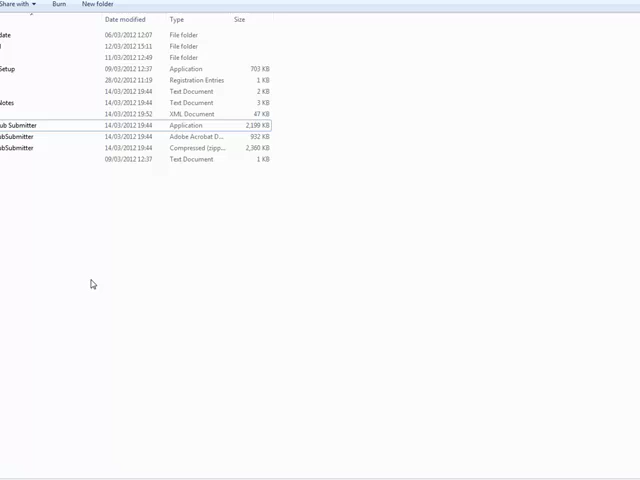 Share with Burn New folder
Date modified Type Size
date 06/03/2012 12:07 File folder
12/03/2012 15:11 File folder
11/03/2012 12:49 File folder
Setup 09/03/2012 12:37 Application 703 KB
28/02/2012 11:19 Registration Entries 1 KB
14/03/2012 19:44 Text Document 2 KB
Notes 14/03/2012 19:44 Text Document 3 KB
14/03/2012 19:52 XML Document 47 KB
ub Submitter 14/03/2012 19:44 Application 2,199 KB
ubSubmitter 14/03/2012 19:44 Adobe Acrobat D... 932 KB
ubSubmitter 14/03/2012 19:44 Compressed (zipp... 2,360 KB
09/03/2012 12:37 Text Document 1 KB